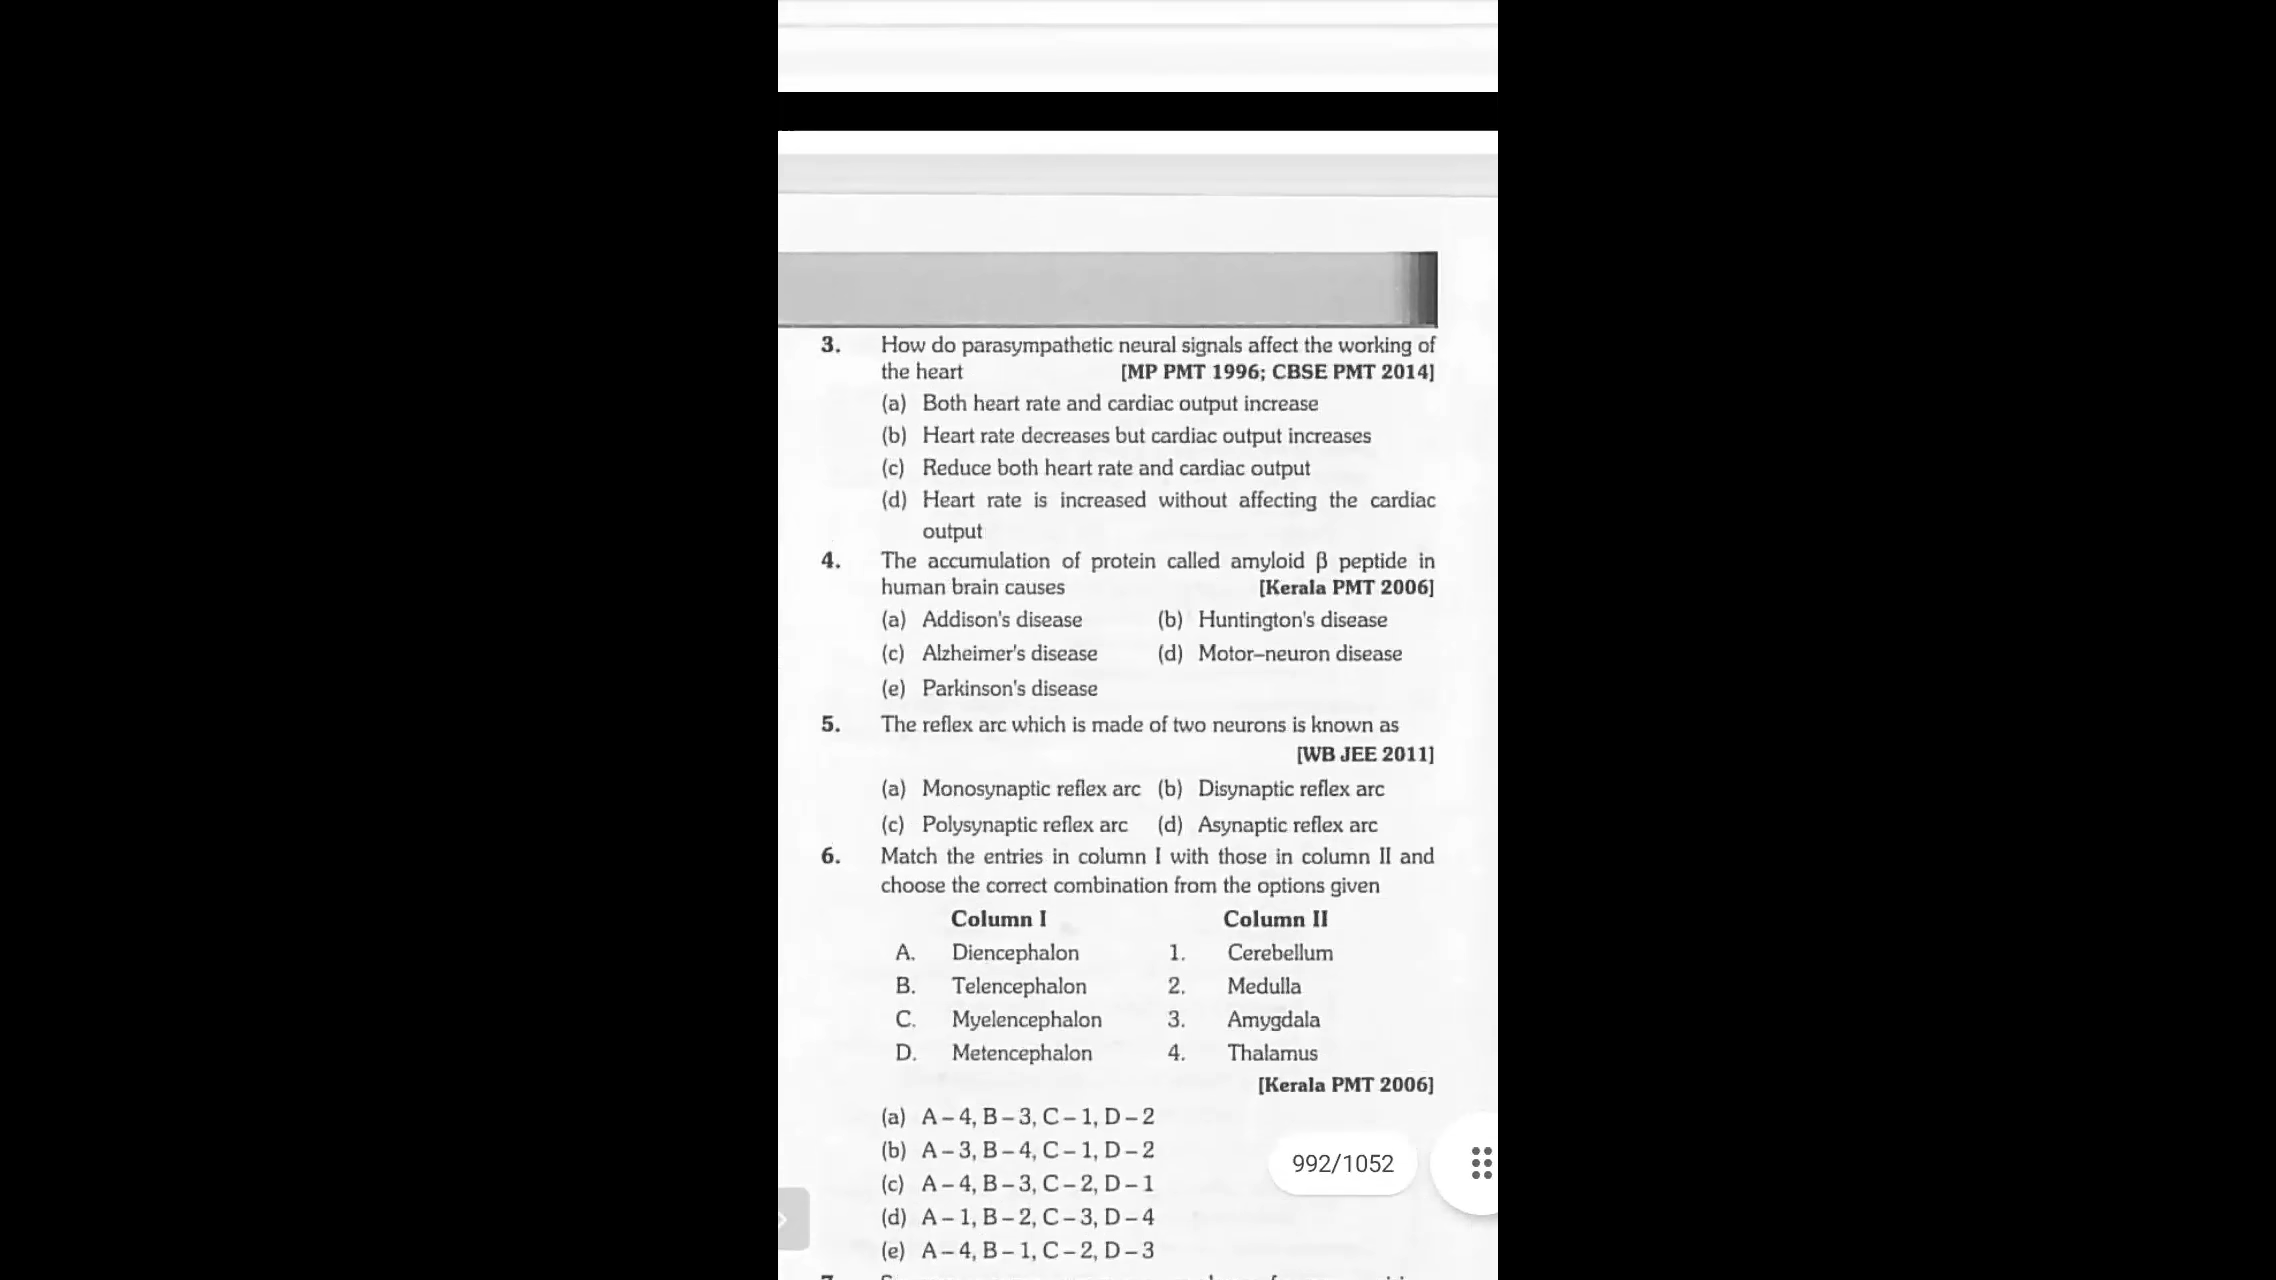 3. How do parasympathetic neural signals affect the working of
the heart [MP PMT 1996; CBSE PMT 2014]
(a) Both heart rate and cardiac output increase
(b) Heart rate decreases but cardiac output increases
(c) Reduce both heart rate and cardiac output
(d) Heart rate is increased without affecting the cardiac
output
4. The accumulation of protein called amyloid β peptide in
human brain causes [Kerala PMT 2006]
(a) Addison's disease (b) Huntington's disease
(c) Alzheimer's disease (d) Motor–neuron disease
(e) Parkinson's disease
5. The reflex arc which is made of two neurons is known as
[WB JEE 2011]
(a) Monosynaptic reflex arc (b) Disynaptic reflex arc
(c) Polysynaptic reflex arc (d) Asynaptic reflex arc
6. Match the entries in column I with those in column II and
choose the correct combination from the options given
Column I Column II
A. Diencephalon 1. Cerebellum
B. Telencephalon 2. Medulla
C. Myelencephalon 3. Amygdala
D. Metencephalon 4. Thalamus
[Kerala PMT 2006]
(a) A – 4, B – 3, C – 1, D – 2
(b) A – 3, B – 4, C – 1, D – 2
992/1052
(c) A – 4, B – 3, C – 2, D – 1
(d) A – 1, B – 2, C – 3, D – 4
(e) A – 4, B – 1, C – 2, D – 3